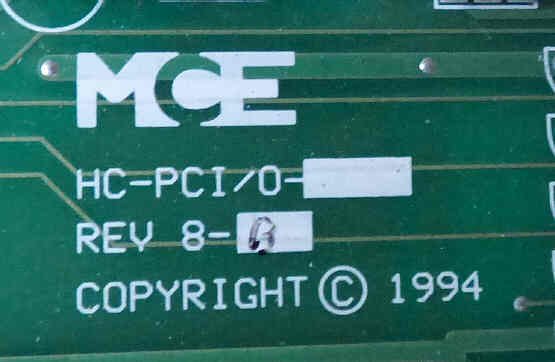 MCE
HC-PCI/O-
REV 8-B
COPYRIGHT © 1994